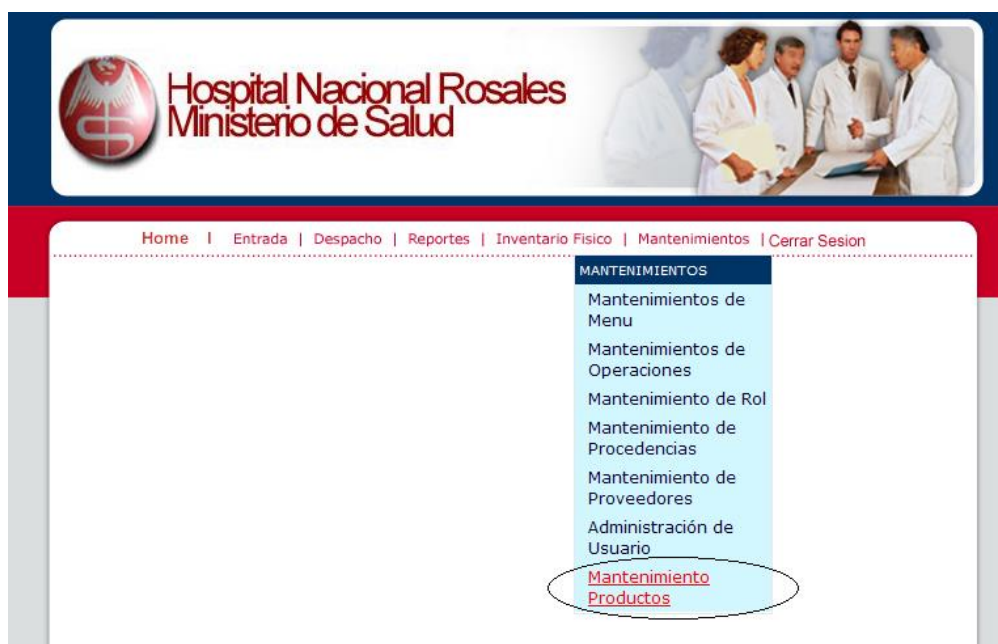 Hospital Nacional Rosales
Ministerio de Salud
Home | Entrada | Despacho | Reportes | Inventario Fisico | Mantenimientos | Cerrar Sesion
MANTENIMIENTOS
Mantenimientos de
Menu
Mantenimientos de
Operaciones
Mantenimiento de Rol
Mantenimiento de
Procedencias
Mantenimiento de
Proveedores
Administración de
Usuario
Mantenimiento
Productos